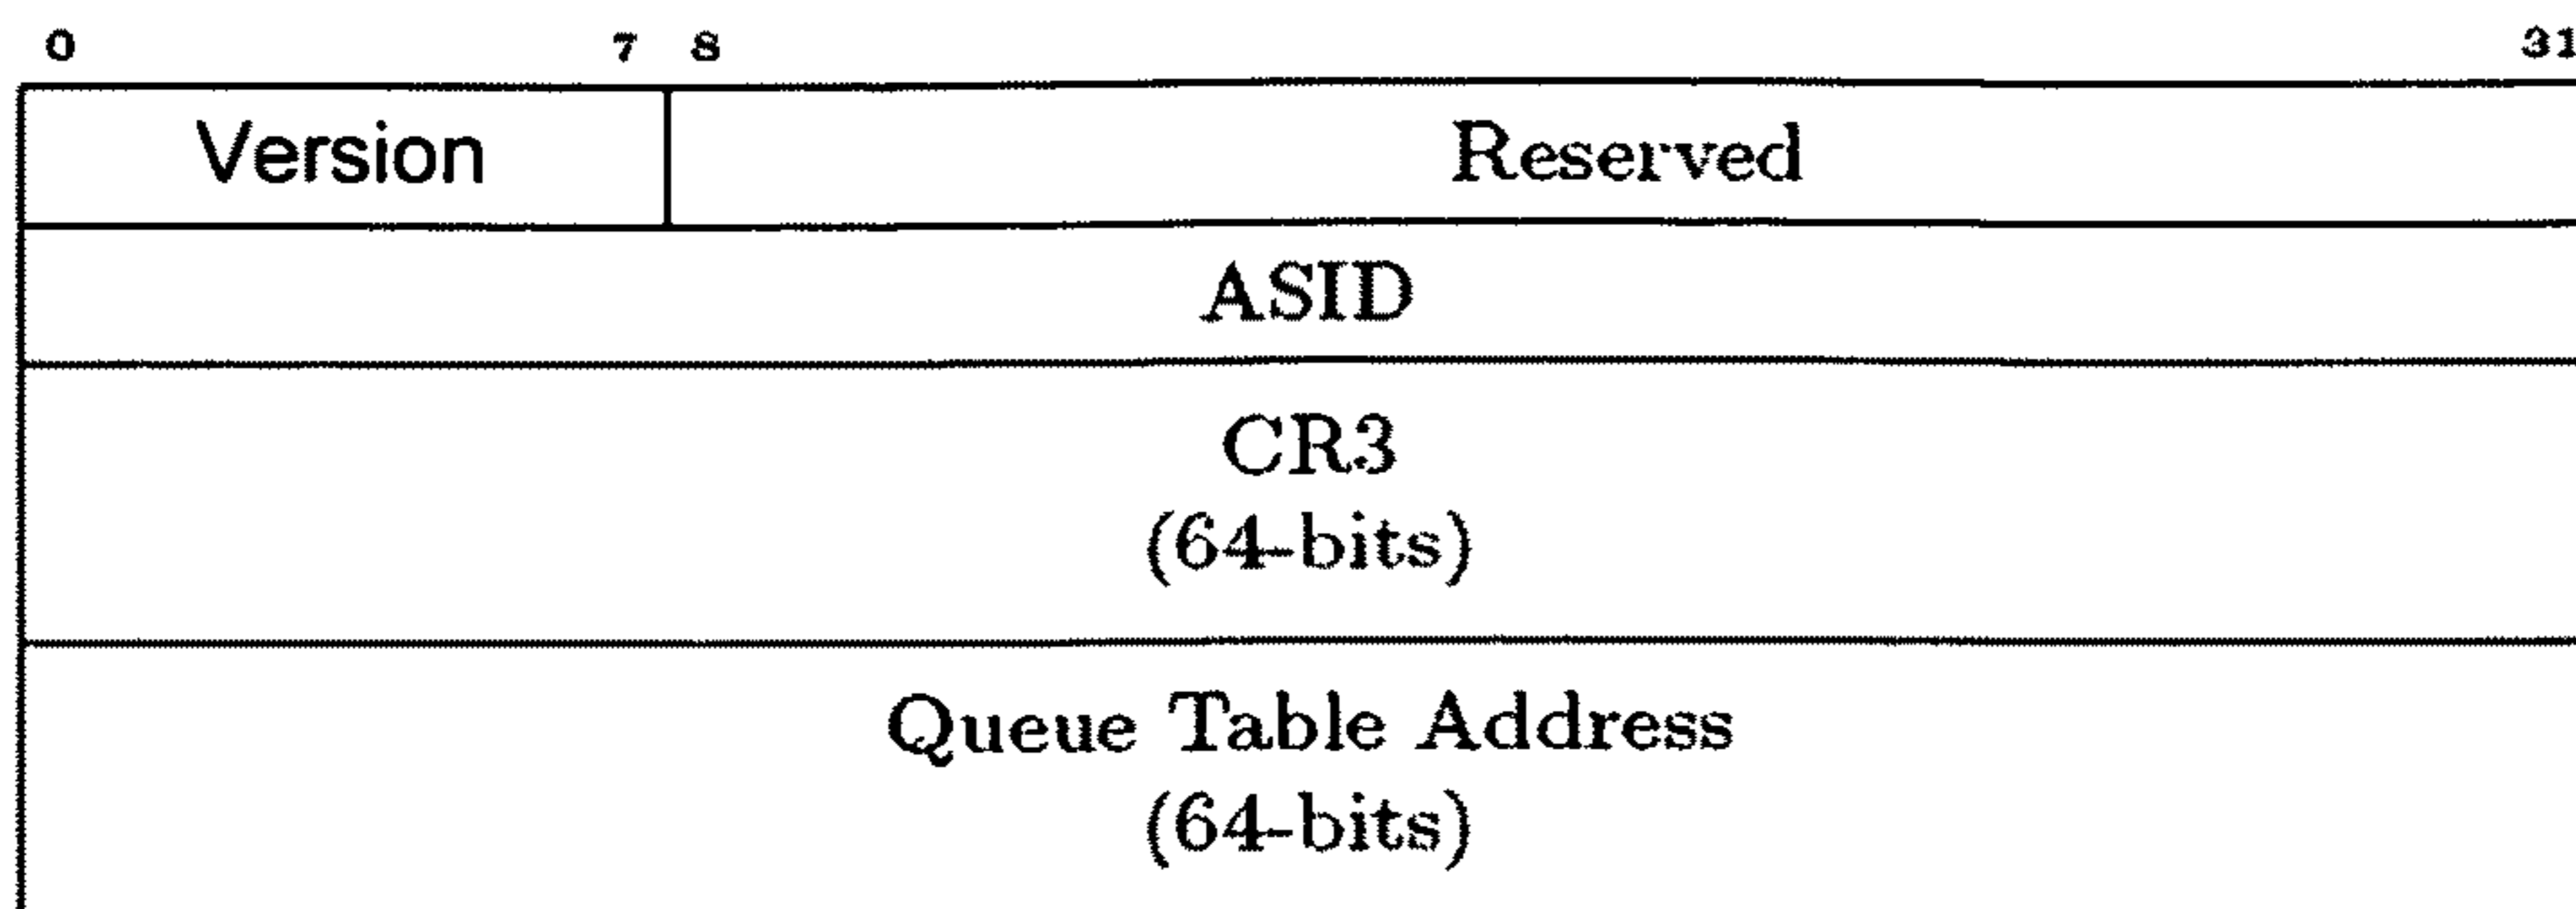 0 7 8 31
Version Reserved
ASID
CR3
(64-bits)
Queue Table Address
(64-bits)